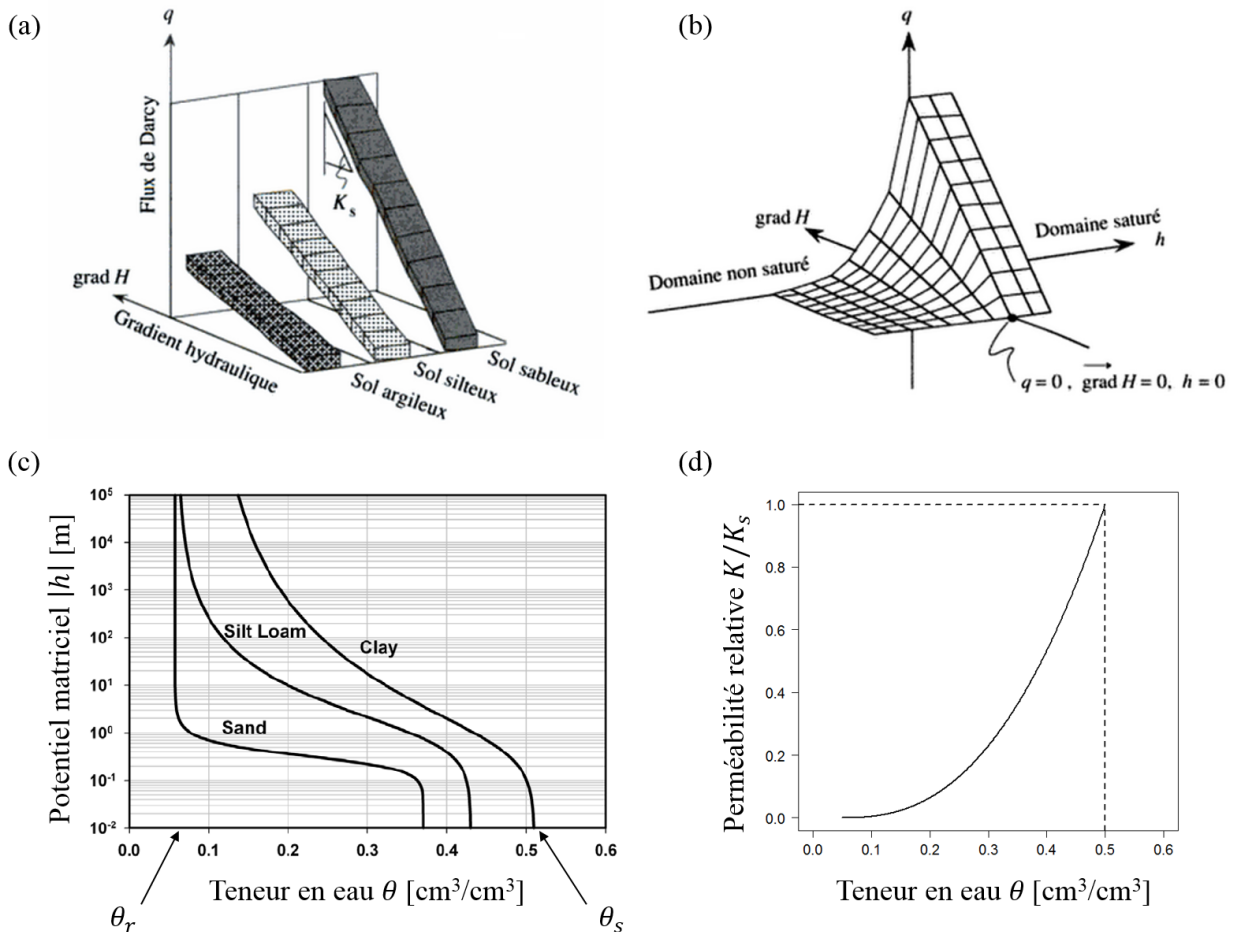 (a)
q
Flux de Darcy
K_s
grad H
Gradient hydraulique
Sol argileux
Sol silteux
Sol sableux
(b)
q
grad H
Domaine saturé
h
Domaine non saturé
q=0 , grad H=0, h=0
(c)
Potentiel matriciel |h| [m]
10⁵
10⁴
10³
10²
10¹
10⁰
10⁻¹
10⁻²
Silt Loam
Clay
Sand
0.0 0.1 0.2 0.3 0.4 0.5 0.6
Teneur en eau θ [cm³/cm³]
θ_r
θ_s
(d)
Perméabilité relative K/K_s
1.0
0.8
0.6
0.4
0.2
0.0
0.0 0.1 0.2 0.3 0.4 0.5 0.6
Teneur en eau θ [cm³/cm³]